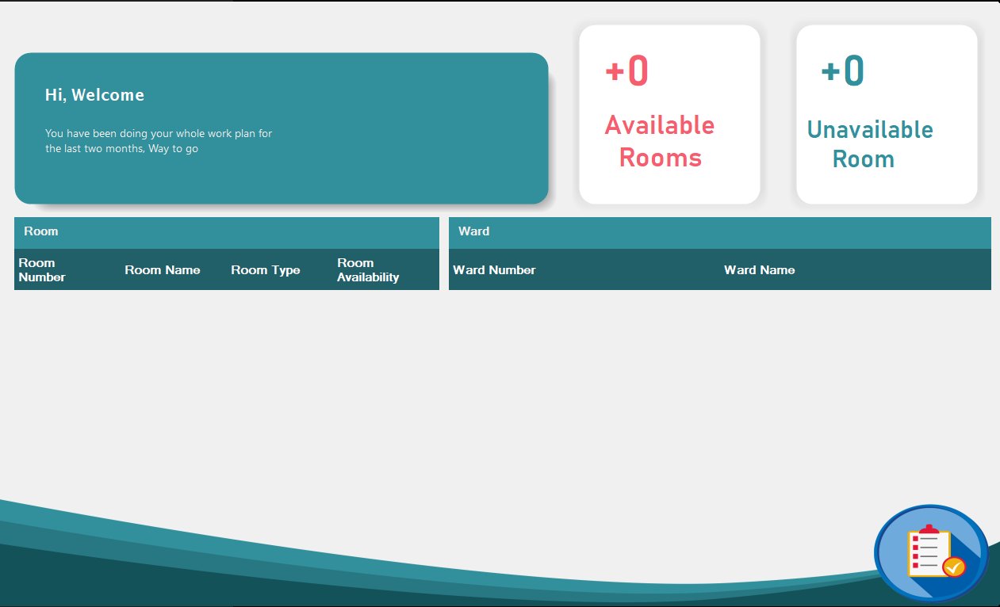 Hi, Welcome
You have been doing your whole work plan for
the last two months, Way to go
+0
Available
Rooms
+0
Unavailable
Room
Room
Room
Number
Room Name
Room Type
Room
Availability
Ward
Ward Number
Ward Name